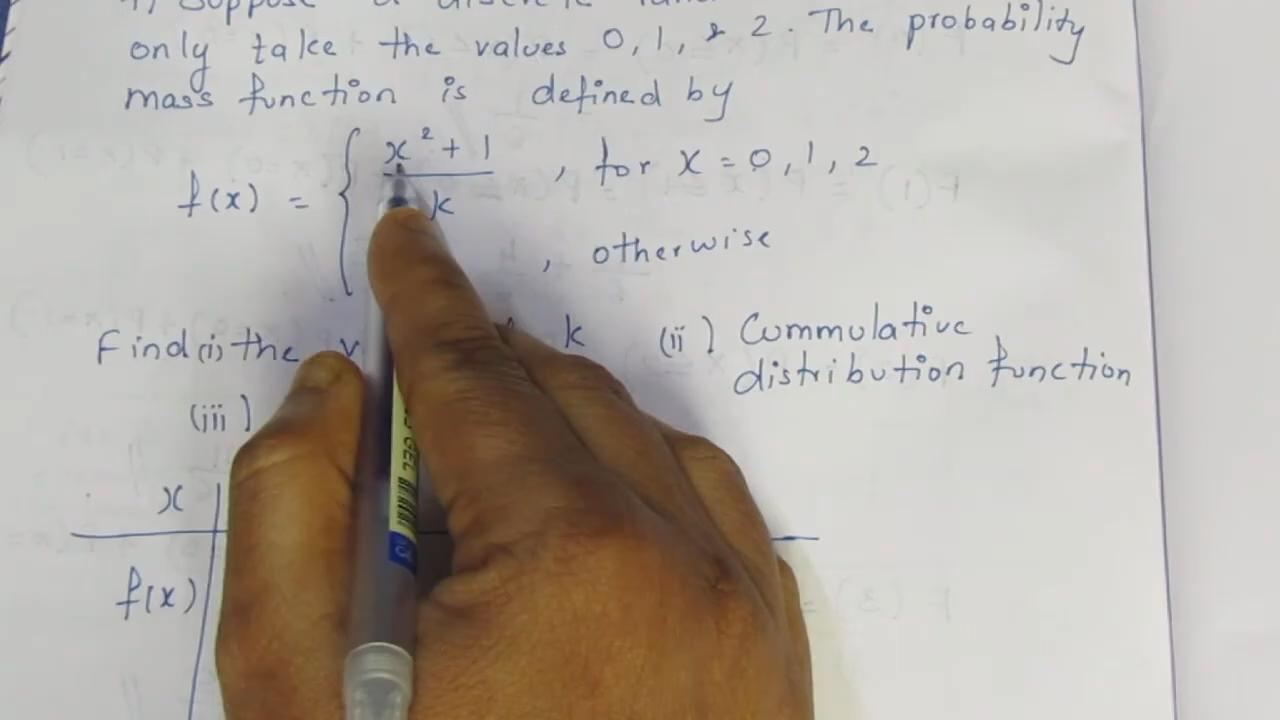 only take the values 0, 1, & 2. The probability
mass function is defined by
f(x) = { x² + 1 / k , for x = 0, 1, 2
, otherwise
Find (i) the k (ii) Cummulative
distribution function
(iii)
x
f(x)